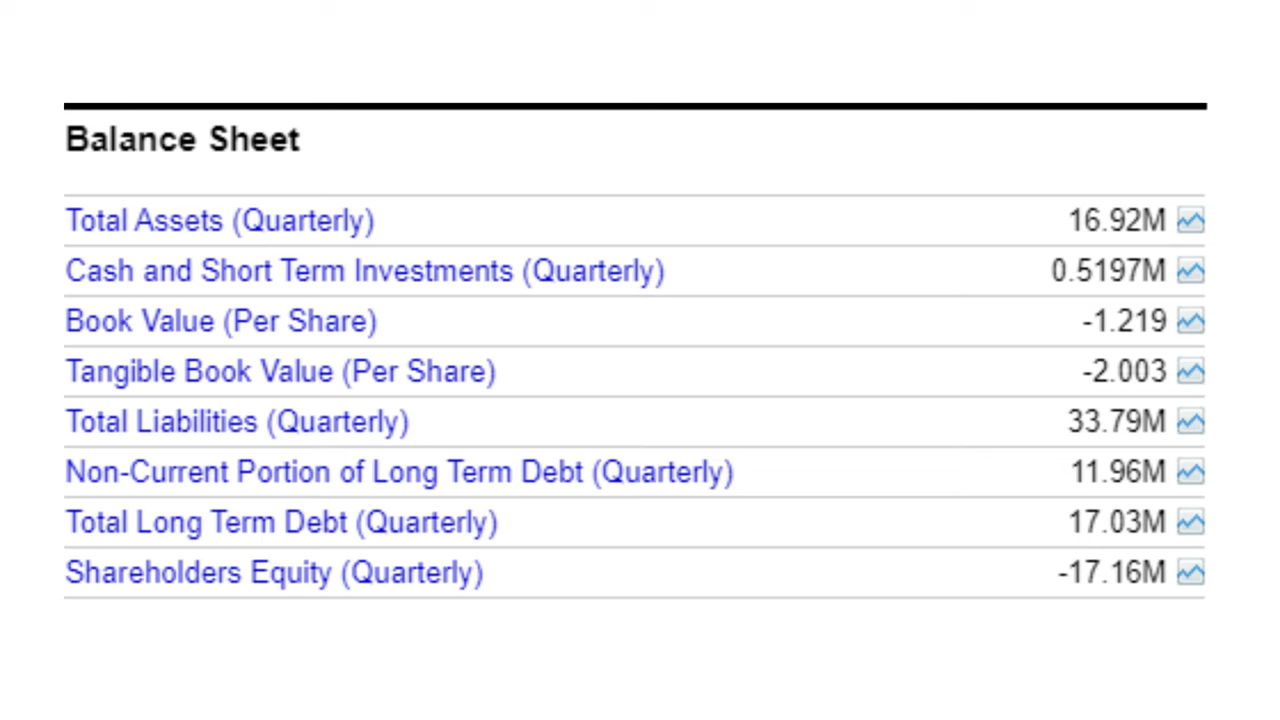 Balance Sheet
Total Assets (Quarterly) 16.92M
Cash and Short Term Investments (Quarterly) 0.5197M
Book Value (Per Share) -1.219
Tangible Book Value (Per Share) -2.003
Total Liabilities (Quarterly) 33.79M
Non-Current Portion of Long Term Debt (Quarterly) 11.96M
Total Long Term Debt (Quarterly) 17.03M
Shareholders Equity (Quarterly) -17.16M